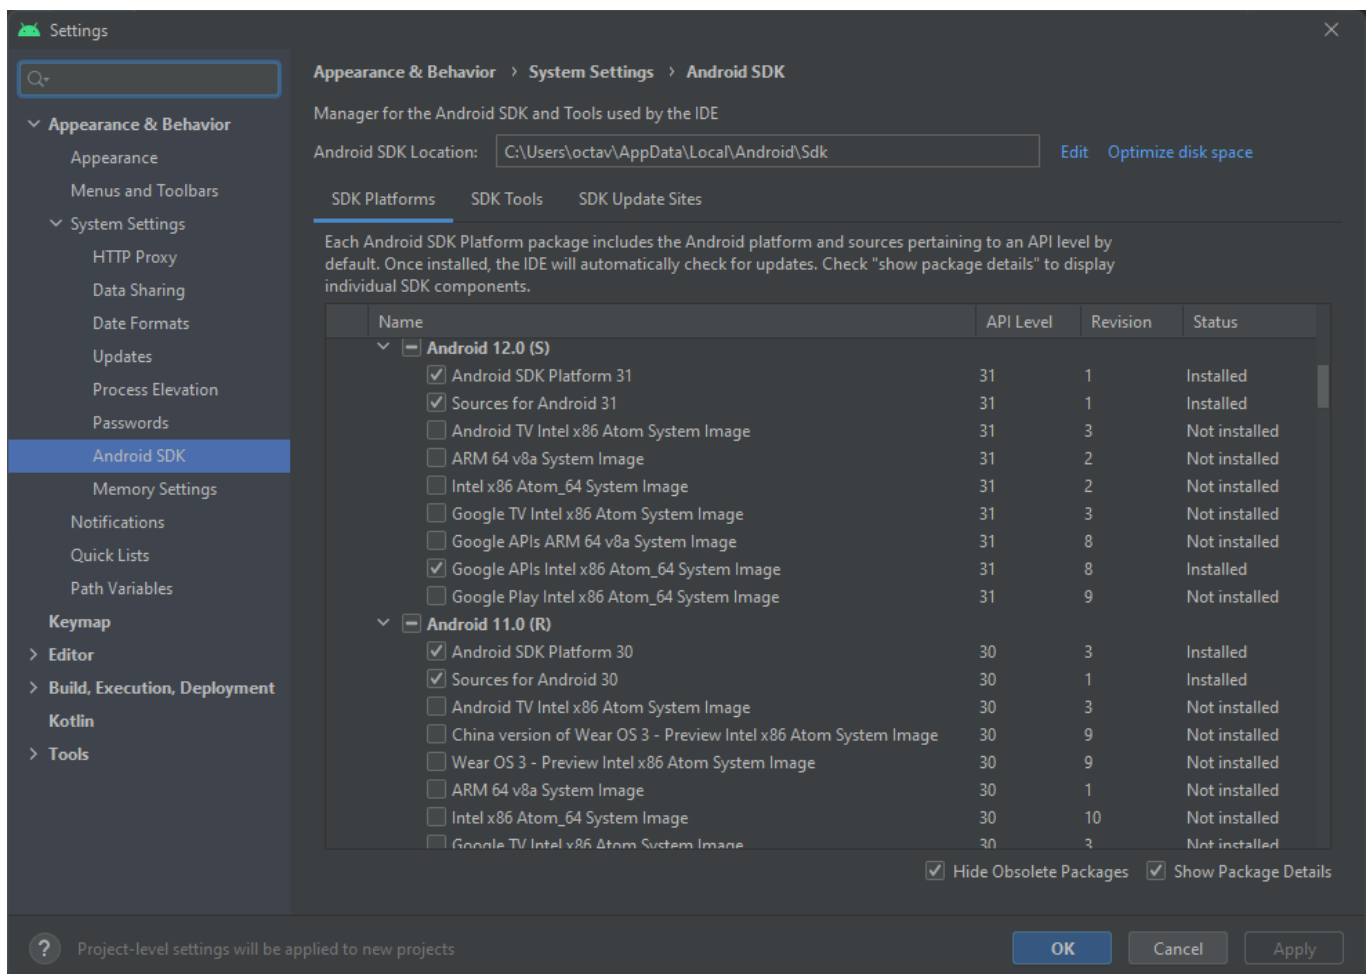 Settings
Appearance & Behavior
Appearance
Menus and Toolbars
System Settings
HTTP Proxy
Data Sharing
Date Formats
Updates
Process Elevation
Passwords
Android SDK
Memory Settings
Notifications
Quick Lists
Path Variables
Keymap
Editor
Build, Execution, Deployment
Kotlin
Tools
Appearance & Behavior › System Settings › Android SDK
Manager for the Android SDK and Tools used by the IDE
Android SDK Location: C:\Users\octav\AppData\Local\Android\Sdk Edit Optimize disk space
SDK Platforms SDK Tools SDK Update Sites
Each Android SDK Platform package includes the Android platform and sources pertaining to an API level by
default. Once installed, the IDE will automatically check for updates. Check "show package details" to display
individual SDK components.
Name API Level Revision Status
Android 12.0 (S)
Android SDK Platform 31 31 1 Installed
Sources for Android 31 31 1 Installed
Android TV Intel x86 Atom System Image 31 3 Not installed
ARM 64 v8a System Image 31 2 Not installed
Intel x86 Atom_64 System Image 31 2 Not installed
Google TV Intel x86 Atom System Image 31 3 Not installed
Google APIs ARM 64 v8a System Image 31 8 Not installed
Google APIs Intel x86 Atom_64 System Image 31 8 Installed
Google Play Intel x86 Atom_64 System Image 31 9 Not installed
Android 11.0 (R)
Android SDK Platform 30 30 3 Installed
Sources for Android 30 30 1 Installed
Android TV Intel x86 Atom System Image 30 3 Not installed
China version of Wear OS 3 - Preview Intel x86 Atom System Image 30 9 Not installed
Wear OS 3 - Preview Intel x86 Atom System Image 30 9 Not installed
ARM 64 v8a System Image 30 1 Not installed
Intel x86 Atom_64 System Image 30 10 Not installed
Google TV Intel x86 Atom System Image 30 3 Not installed
Hide Obsolete Packages Show Package Details
? Project-level settings will be applied to new projects
OK Cancel Apply